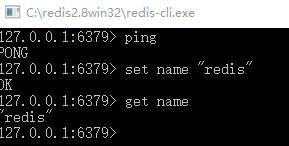 C:\redis2.8win32\redis-cli.exe
127.0.0.1:6379> ping
PONG
127.0.0.1:6379> set name "redis"
OK
127.0.0.1:6379> get name
"redis"
127.0.0.1:6379>